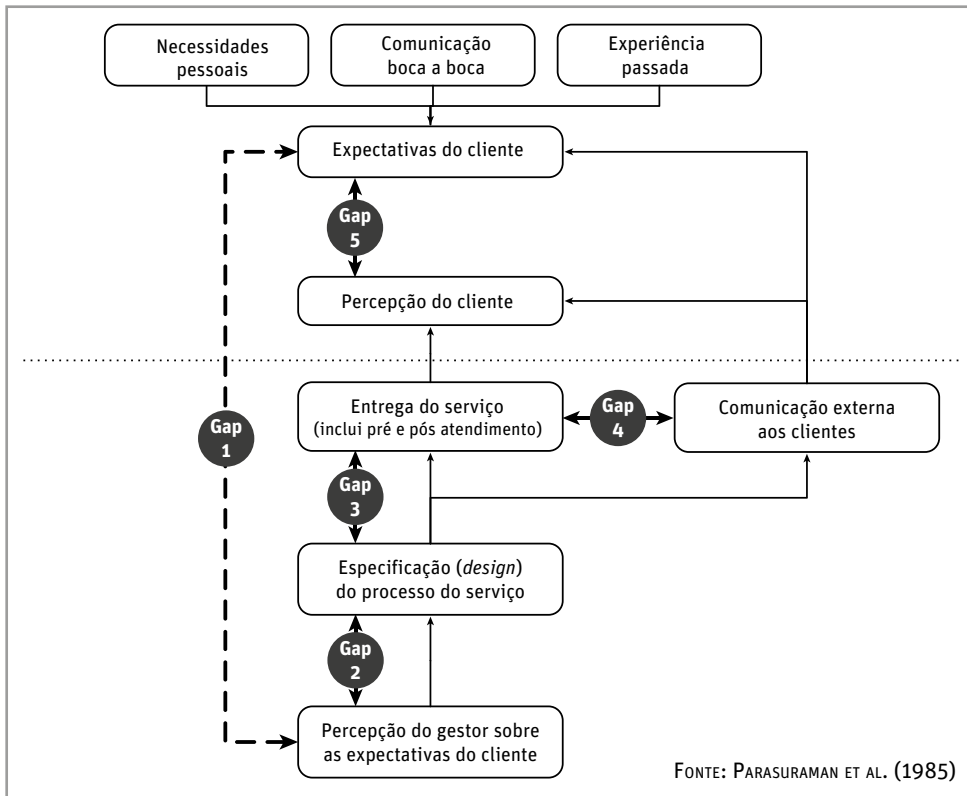 Necessidades
pessoais
Comunicação
boca a boca
Experiência
passada
Expectativas do cliente
Gap
5
Percepção do cliente
Gap
1
Entrega do serviço
(inclui pré e pós atendimento)
Gap
4
Comunicação externa
aos clientes
Gap
3
Especificação (design)
do processo do serviço
Gap
2
Percepção do gestor sobre
as expectativas do cliente
FONTE: PARASURAMAN ET AL. (1985)